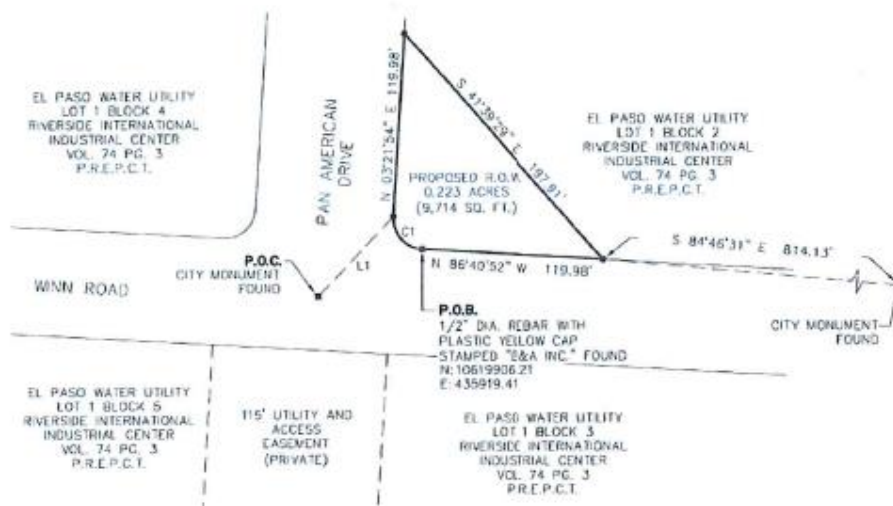 EL PASO WATER UTILITY
LOT 1 BLOCK 4
RIVERSIDE INTERNATIONAL
INDUSTRIAL CENTER
VOL. 74 PG. 3
P.R.E.P.C.T.
PAN AMERICAN
DRIVE
N 03°21'54" E 119.98'
S 41°39'29" E 197.91'
EL PASO WATER UTILITY
LOT 1 BLOCK 2
RIVERSIDE INTERNATIONAL
INDUSTRIAL CENTER
VOL. 74 PG. 3
P.R.E.P.C.T.
PROPOSED R.O.W.
0.223 ACRES
(9,714 SQ. FT.)
C1
P.O.C.
CITY MONUMENT
FOUND
L1
WINN ROAD
N 86°40'52" W 119.98'
S 84°46'31" E 814.13'
CITY MONUMENT
FOUND
P.O.B.
1/2" DIA. REBAR WITH
PLASTIC YELLOW CAP
STAMPED "B&A INC." FOUND
N: 10619906.21
E: 435919.41
EL PASO WATER UTILITY
LOT 1 BLOCK 5
RIVERSIDE INTERNATIONAL
INDUSTRIAL CENTER
VOL. 74 PG. 3
P.R.E.P.C.T.
115' UTILITY AND
ACCESS
EASEMENT
(PRIVATE)
EL PASO WATER UTILITY
LOT 1 BLOCK 3
RIVERSIDE INTERNATIONAL
INDUSTRIAL CENTER
VOL. 74 PG. 3
P.R.E.P.C.T.